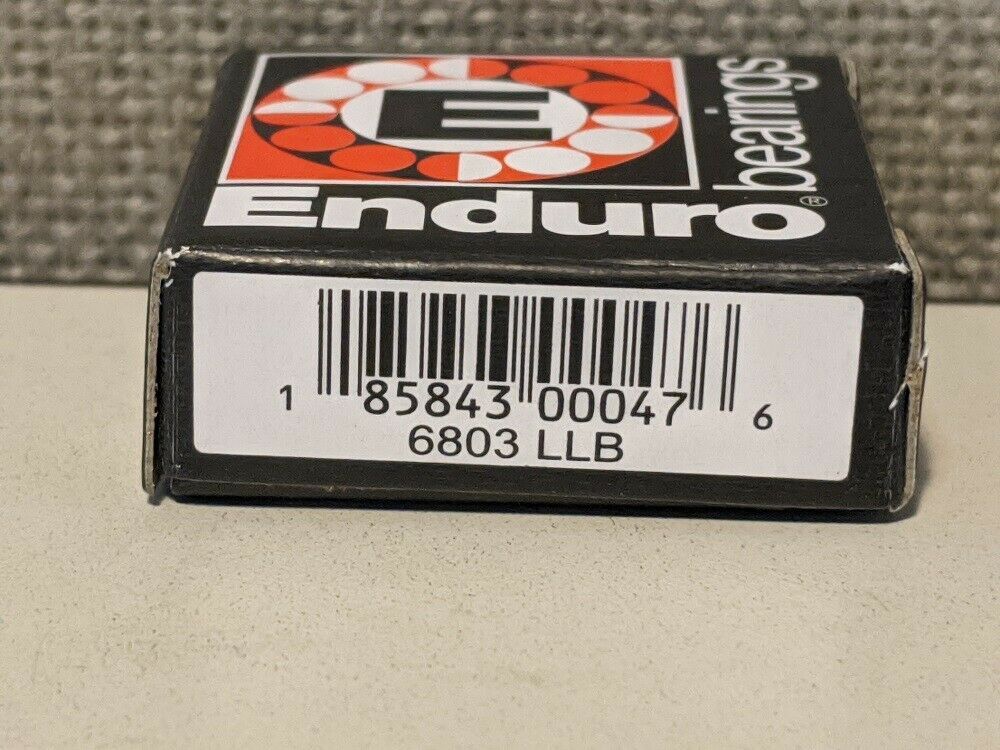 E
Enduro® bearings
1 85843 00047 6
6803 LLB